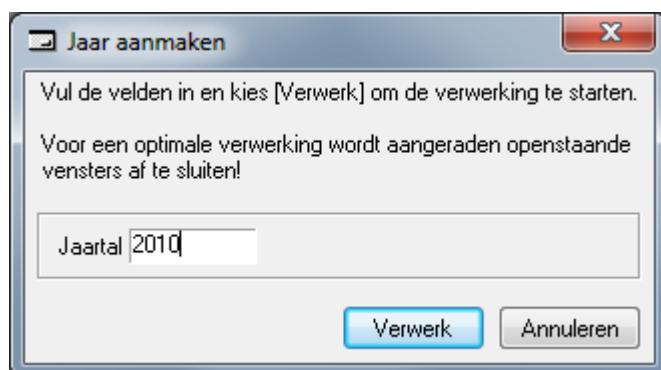 Jaar aanmaken
Vul de velden in en kies [Verwerk] om de verwerking te starten.
Voor een optimale verwerking wordt aangeraden openstaande
vensters af te sluiten!
Jaartal 2010
Verwerk Annuleren